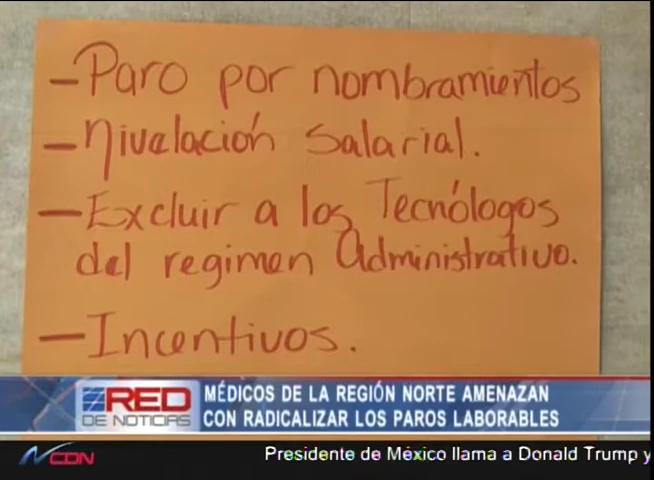 -Paro por nombramientos
-Nivelación Salarial.
-Excluir a los Tecnólogos
del regimen Administrativo.
-Incentivos.
RED
DE NOTICIAS
MÉDICOS DE LA REGIÓN NORTE AMENAZAN
CON RADICALIZAR LOS PAROS LABORABLES
CDN
Presidente de México llama a Donald Trump y